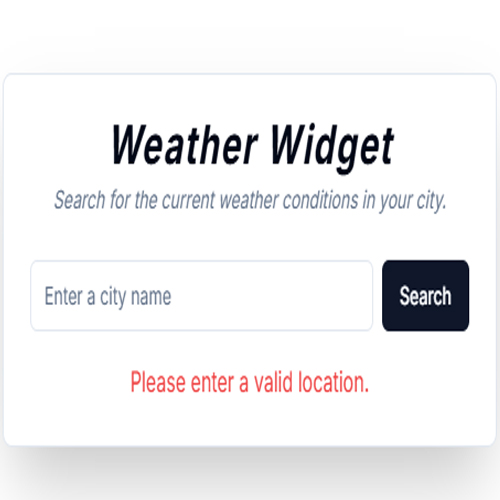 Weather Widget
Search for the current weather conditions in your city.
Enter a city name
Search
Please enter a valid location.